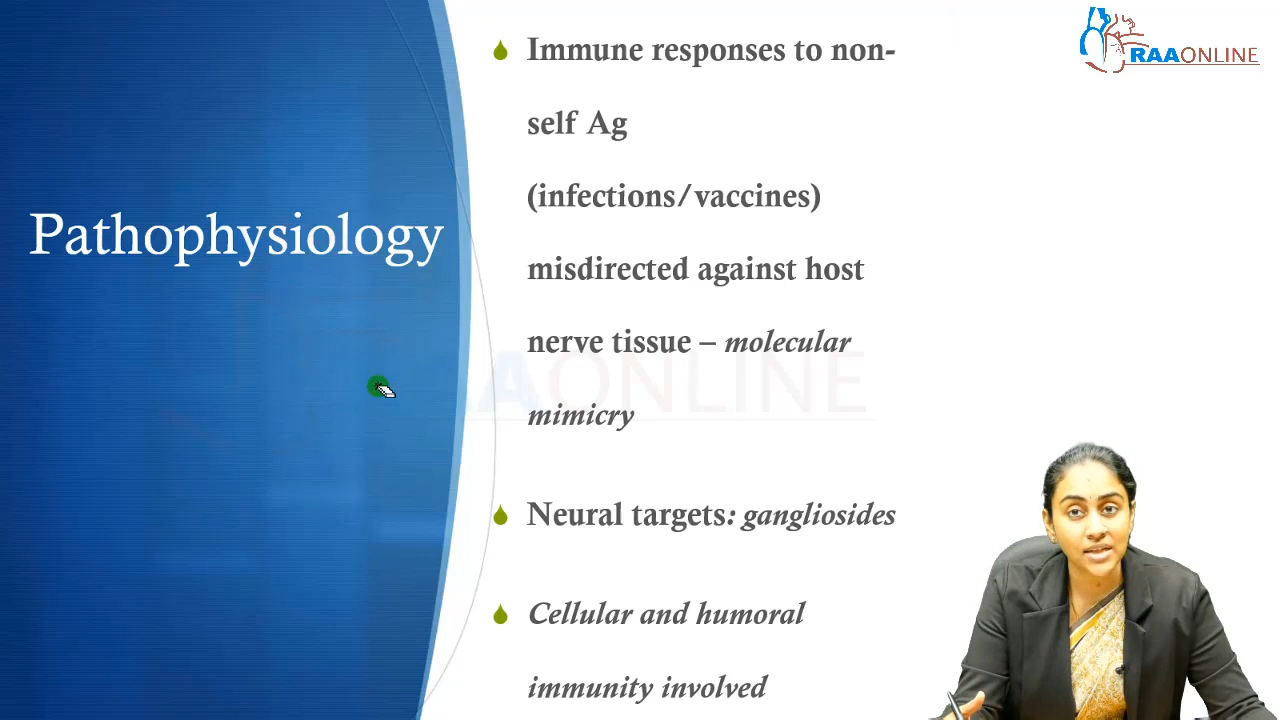 RAAONLINE
Pathophysiology
Immune responses to non-
self Ag
(infections/vaccines)
misdirected against host
nerve tissue – molecular
mimicry
Neural targets: gangliosides
Cellular and humoral
immunity involved
AONLINE